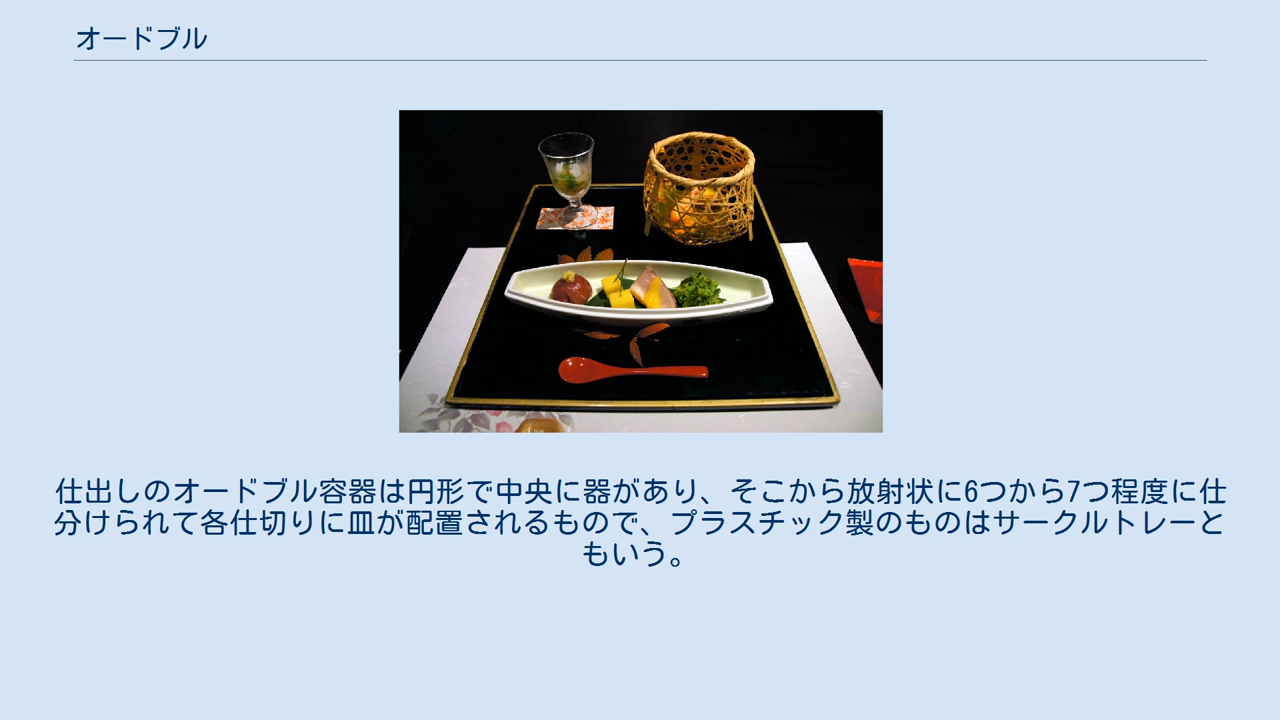 オードブル
仕出しのオードブル容器は円形で中央に器があり、そこから放射状に6つから7つ程度に仕
分けられて各仕切りに皿が配置されるもので、プラスチック製のものはサークルトレーと
もいう。